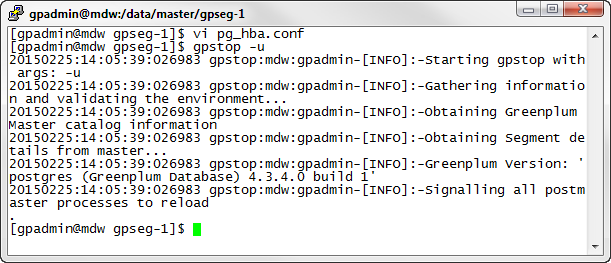 gpadmin@mdw:/data/master/gpseg-1
[gpadmin@mdw gpseg-1]$ vi pg_hba.conf
[gpadmin@mdw gpseg-1]$ gpstop -u
20150225:14:05:39:026983 gpstop:mdw:gpadmin-[INFO]:-Starting gpstop with
 args: -u
20150225:14:05:39:026983 gpstop:mdw:gpadmin-[INFO]:-Gathering informatio
n and validating the environment...
20150225:14:05:39:026983 gpstop:mdw:gpadmin-[INFO]:-Obtaining Greenplum
Master catalog information
20150225:14:05:39:026983 gpstop:mdw:gpadmin-[INFO]:-Obtaining Segment de
tails from master...
20150225:14:05:39:026983 gpstop:mdw:gpadmin-[INFO]:-Greenplum Version: '
postgres (Greenplum Database) 4.3.4.0 build 1'
20150225:14:05:39:026983 gpstop:mdw:gpadmin-[INFO]:-Signalling all postm
aster processes to reload
.
[gpadmin@mdw gpseg-1]$